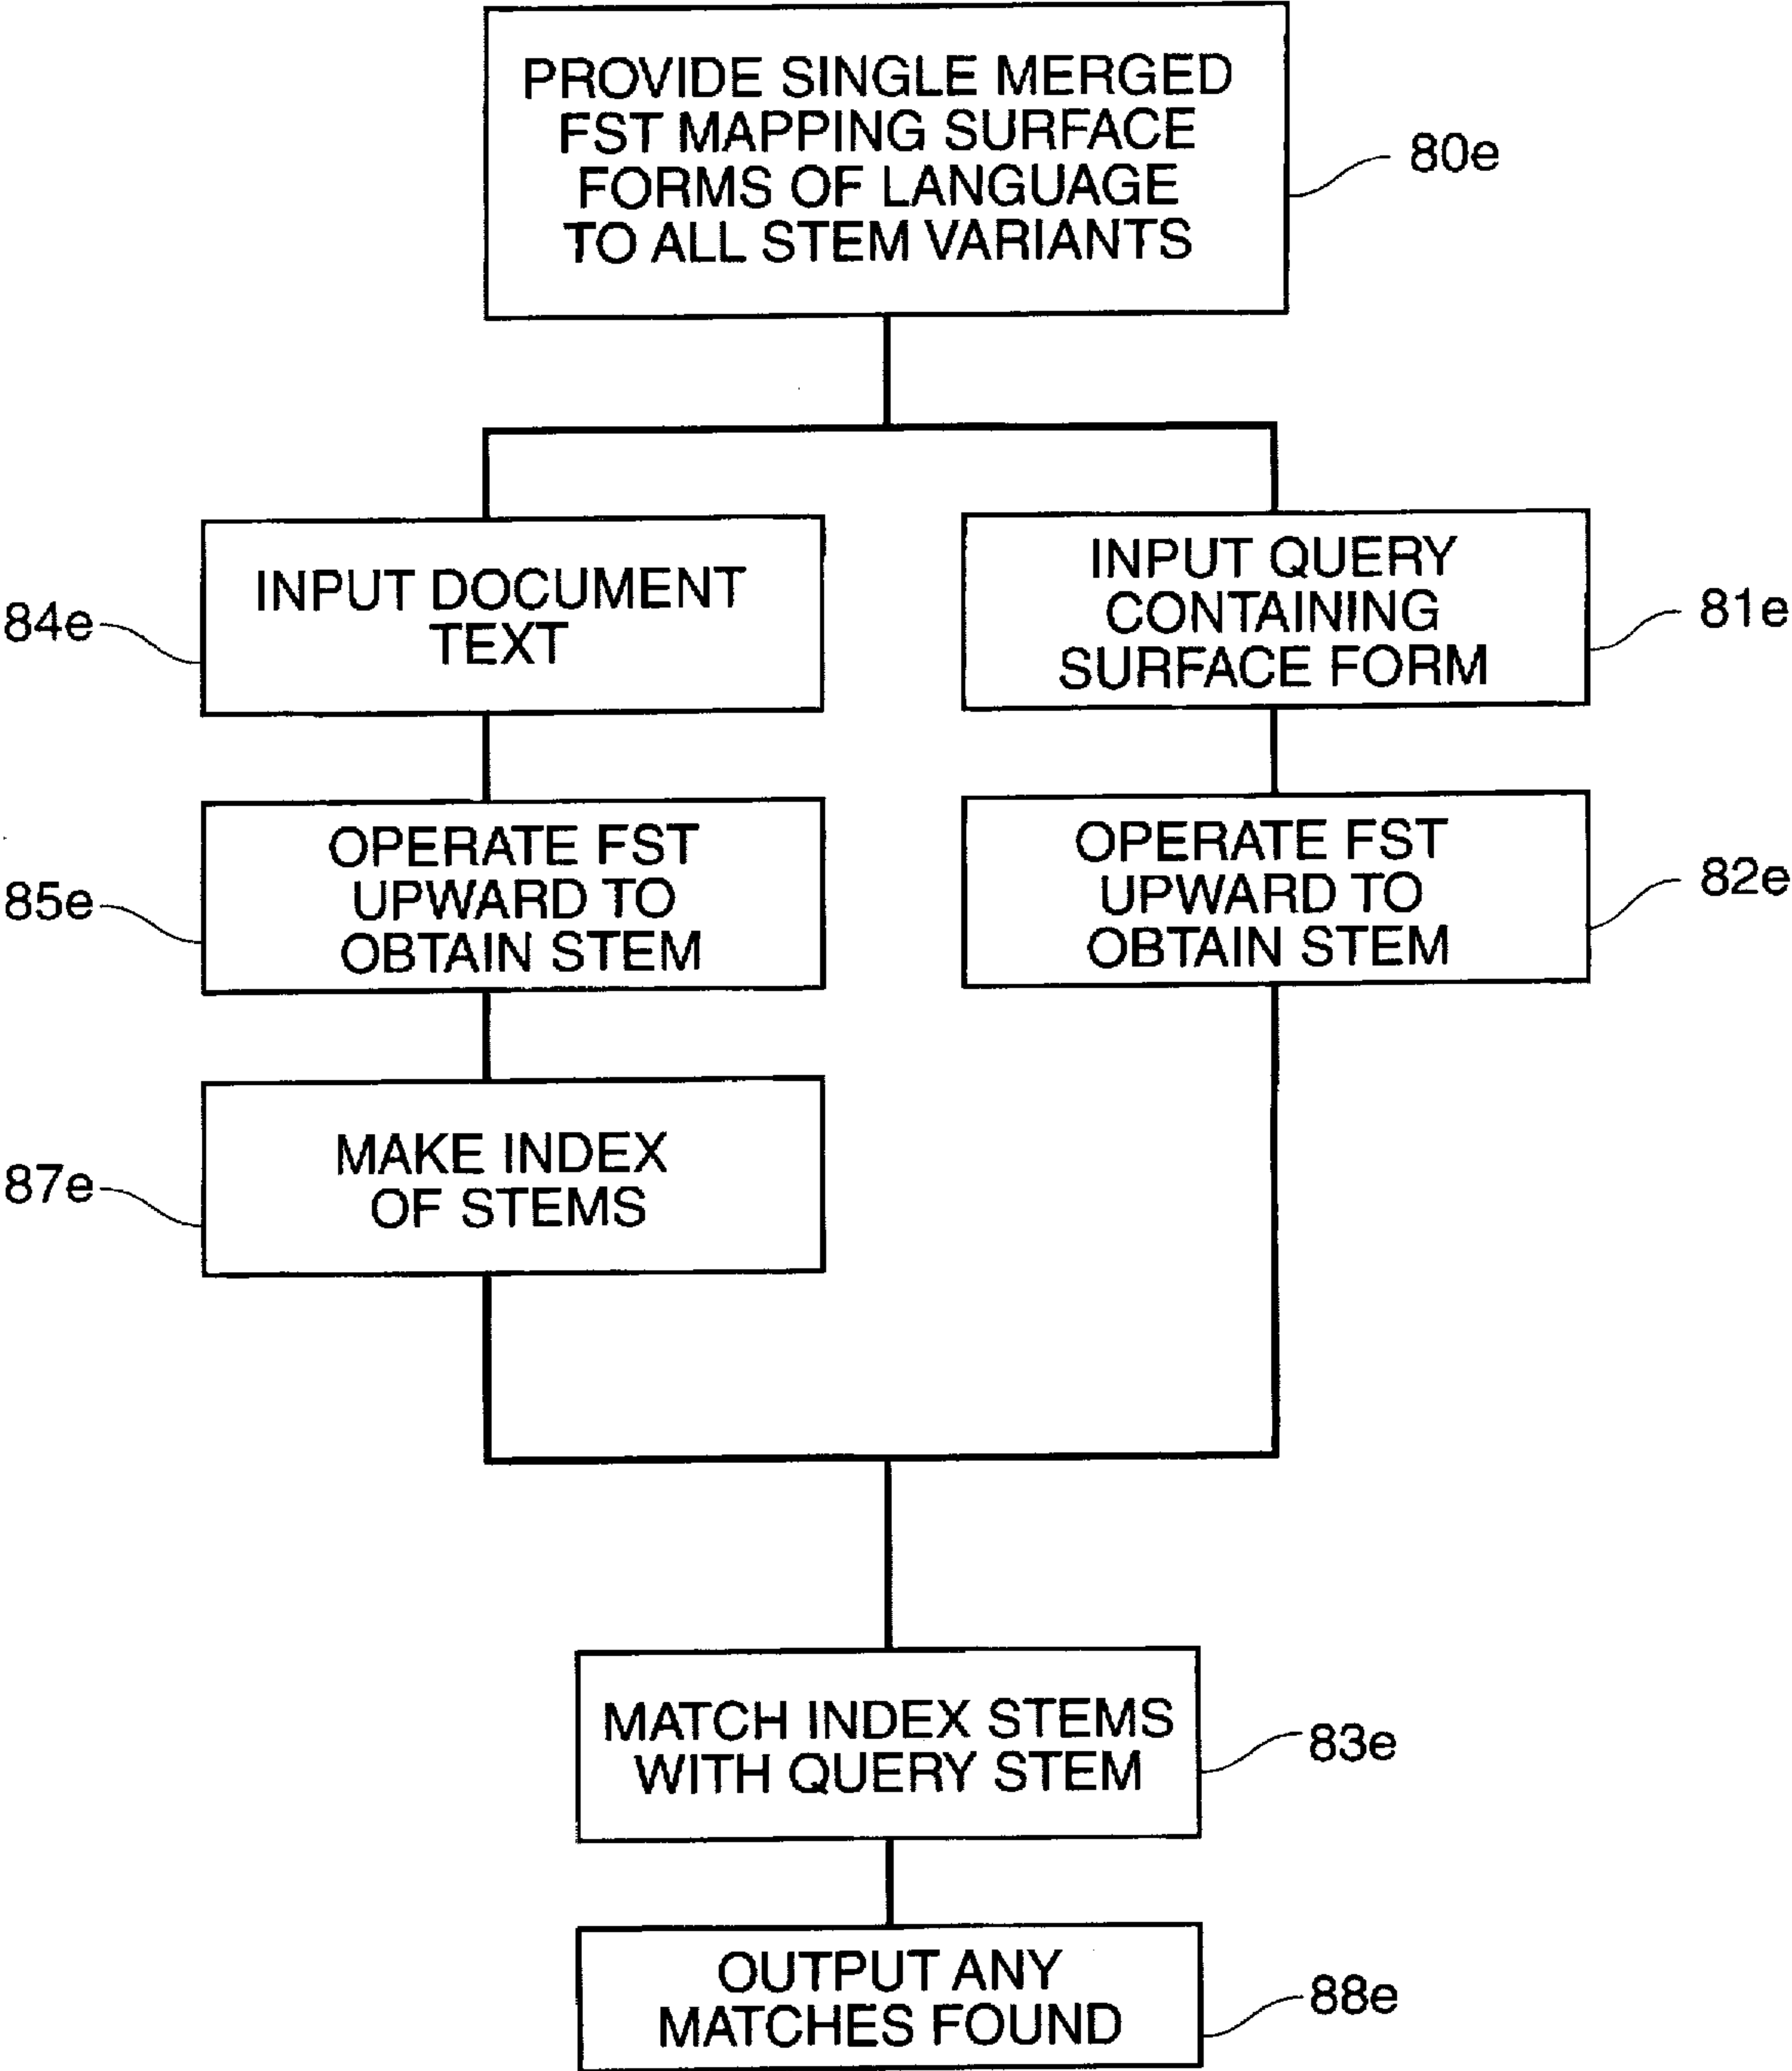 PROVIDE SINGLE MERGED
FST MAPPING SURFACE
FORMS OF LANGUAGE
TO ALL STEM VARIANTS
80e
INPUT DOCUMENT
TEXT
84e
INPUT QUERY
CONTAINING
SURFACE FORM
81e
OPERATE FST
UPWARD TO
OBTAIN STEM
85e
OPERATE FST
UPWARD TO
OBTAIN STEM
82e
MAKE INDEX
OF STEMS
87e
MATCH INDEX STEMS
WITH QUERY STEM
83e
OUTPUT ANY
MATCHES FOUND
88e